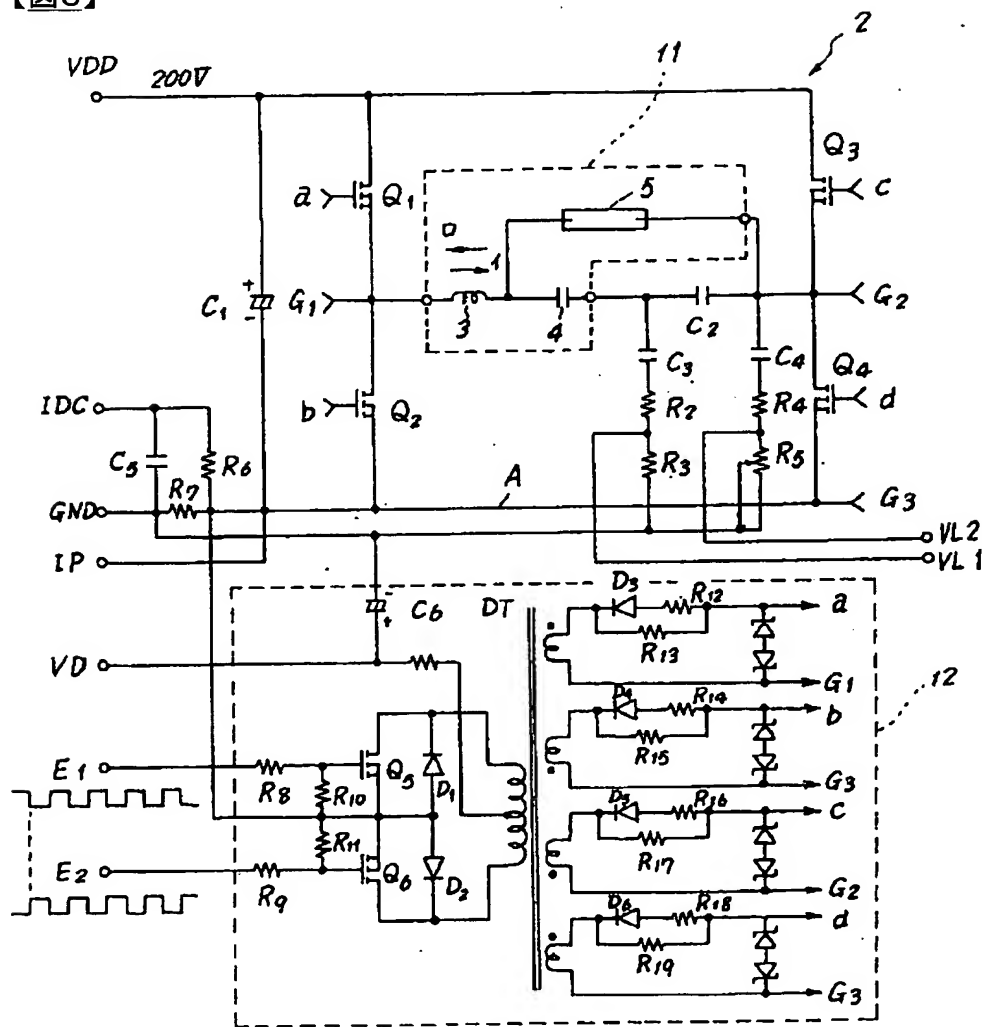 2
11
VDD 200V
Q3
a Q1 5 c
ロ
1
C1 + - G1 3 4 C2 G2
C3 C4 Q4
IDC b Q2 R2 R4 d
C5 R6 R3 R5
R7 A
GND G3
VL2
IP VL1
D3 R12 a
C6 - + DT
R13
VD G1 12
D4 R14 b
R15
E1 R8 Q5 D1 G3
R10 D5 R16 c
R17
R11
E2 Q6 D2 G2
R9 D6 R18 d
R19
G3